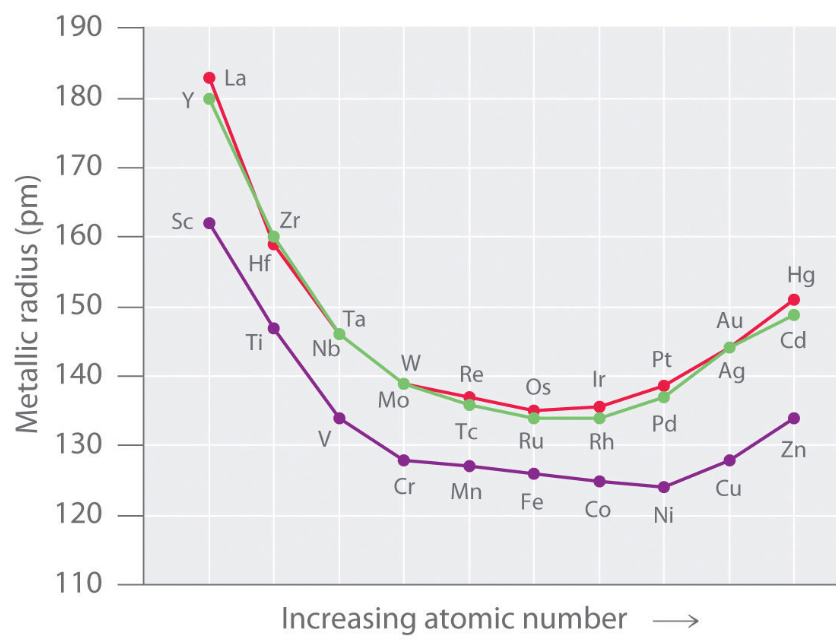 190
180
170
160
150
140
130
120
110
Metallic radius (pm)
La
Y
Sc
Zr
Hf
Ti
Ta
Nb
V
W
Mo
Cr
Re
Tc
Mn
Os
Ru
Fe
Ir
Rh
Co
Pt
Pd
Ni
Au
Ag
Cu
Hg
Cd
Zn
Increasing atomic number →